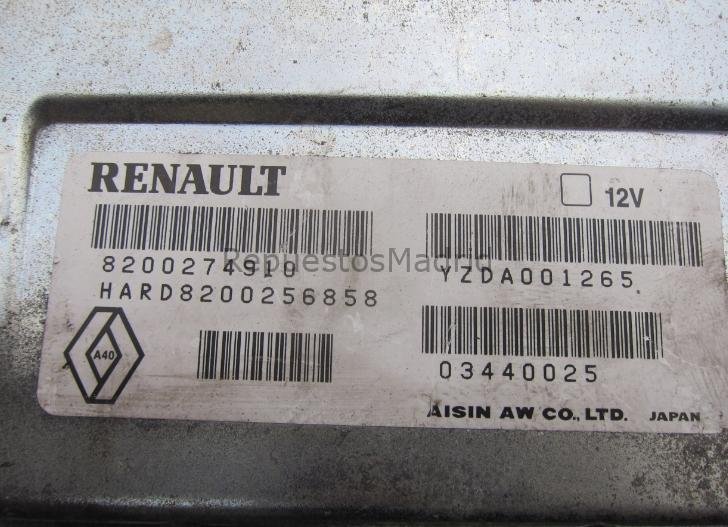 RENAULT
12V
8200274910
HARD8200256858
YZDA001265
03440025
A40
AISIN AW CO., LTD. JAPAN
RepuestosMadrid